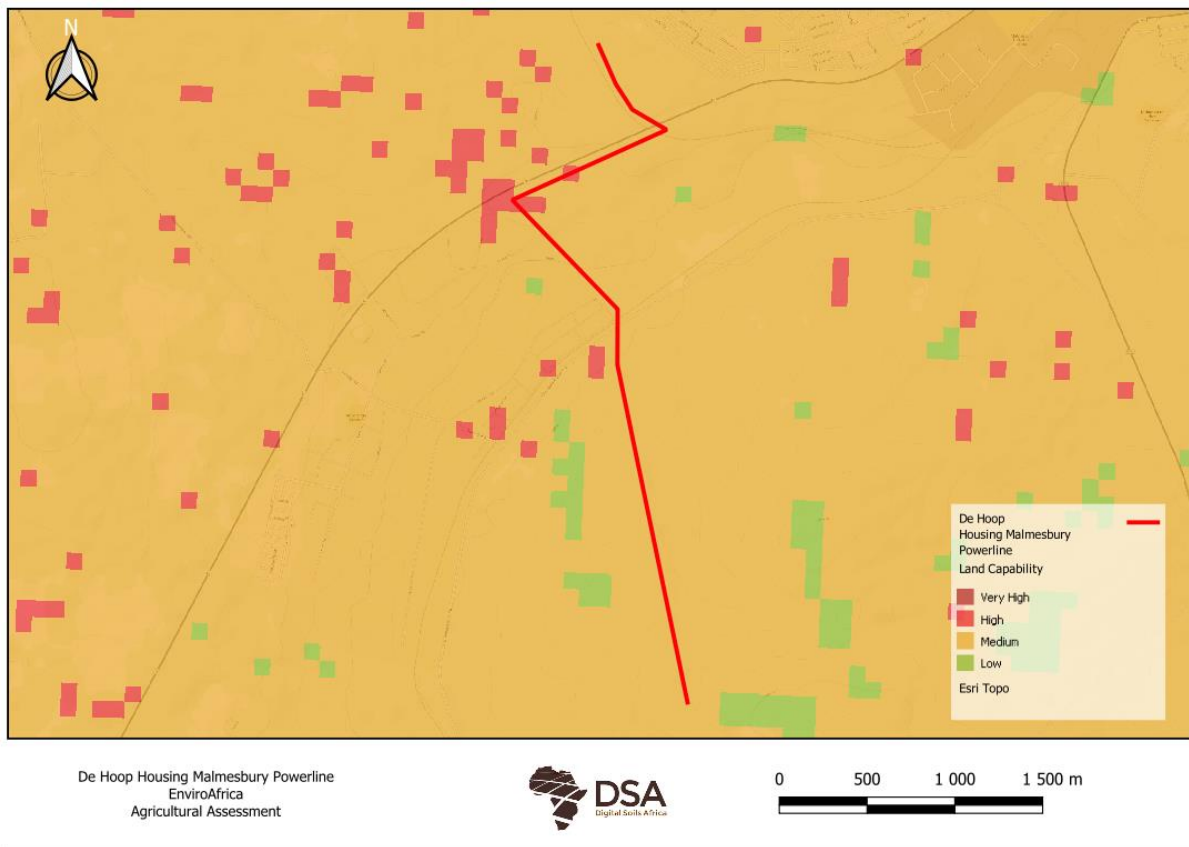 N
De Hoop
Housing Malmesbury
Powerline
Land Capability
Very High
High
Medium
Low
Esri Topo
De Hoop Housing Malmesbury Powerline
EnviroAfrica
Agricultural Assessment
DSA
Digital Soils Africa
0 500 1 000 1 500 m